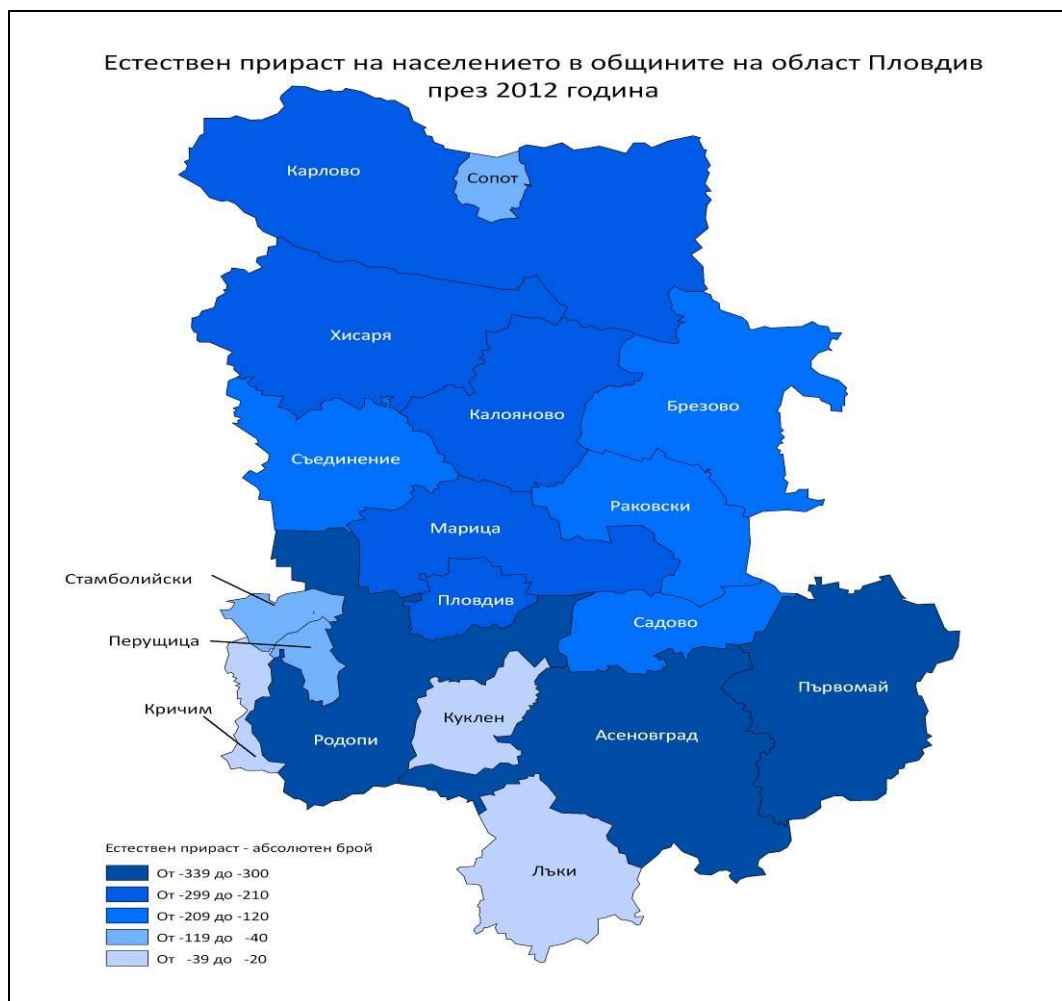 Естествен прираст на населението в общините на област Пловдив
през 2012 година
Карлово
Сопот
Хисаря
Калояново
Брезово
Съединение
Раковски
Марица
Стамболийски
Пловдив
Садово
Перущица
Първомай
Кричим
Куклен
Родопи
Асеновград
Лъки
Естествен прираст - абсолютен брой
От -339 до -300
От -299 до -210
От -209 до -120
От -119 до -40
От -39 до -20